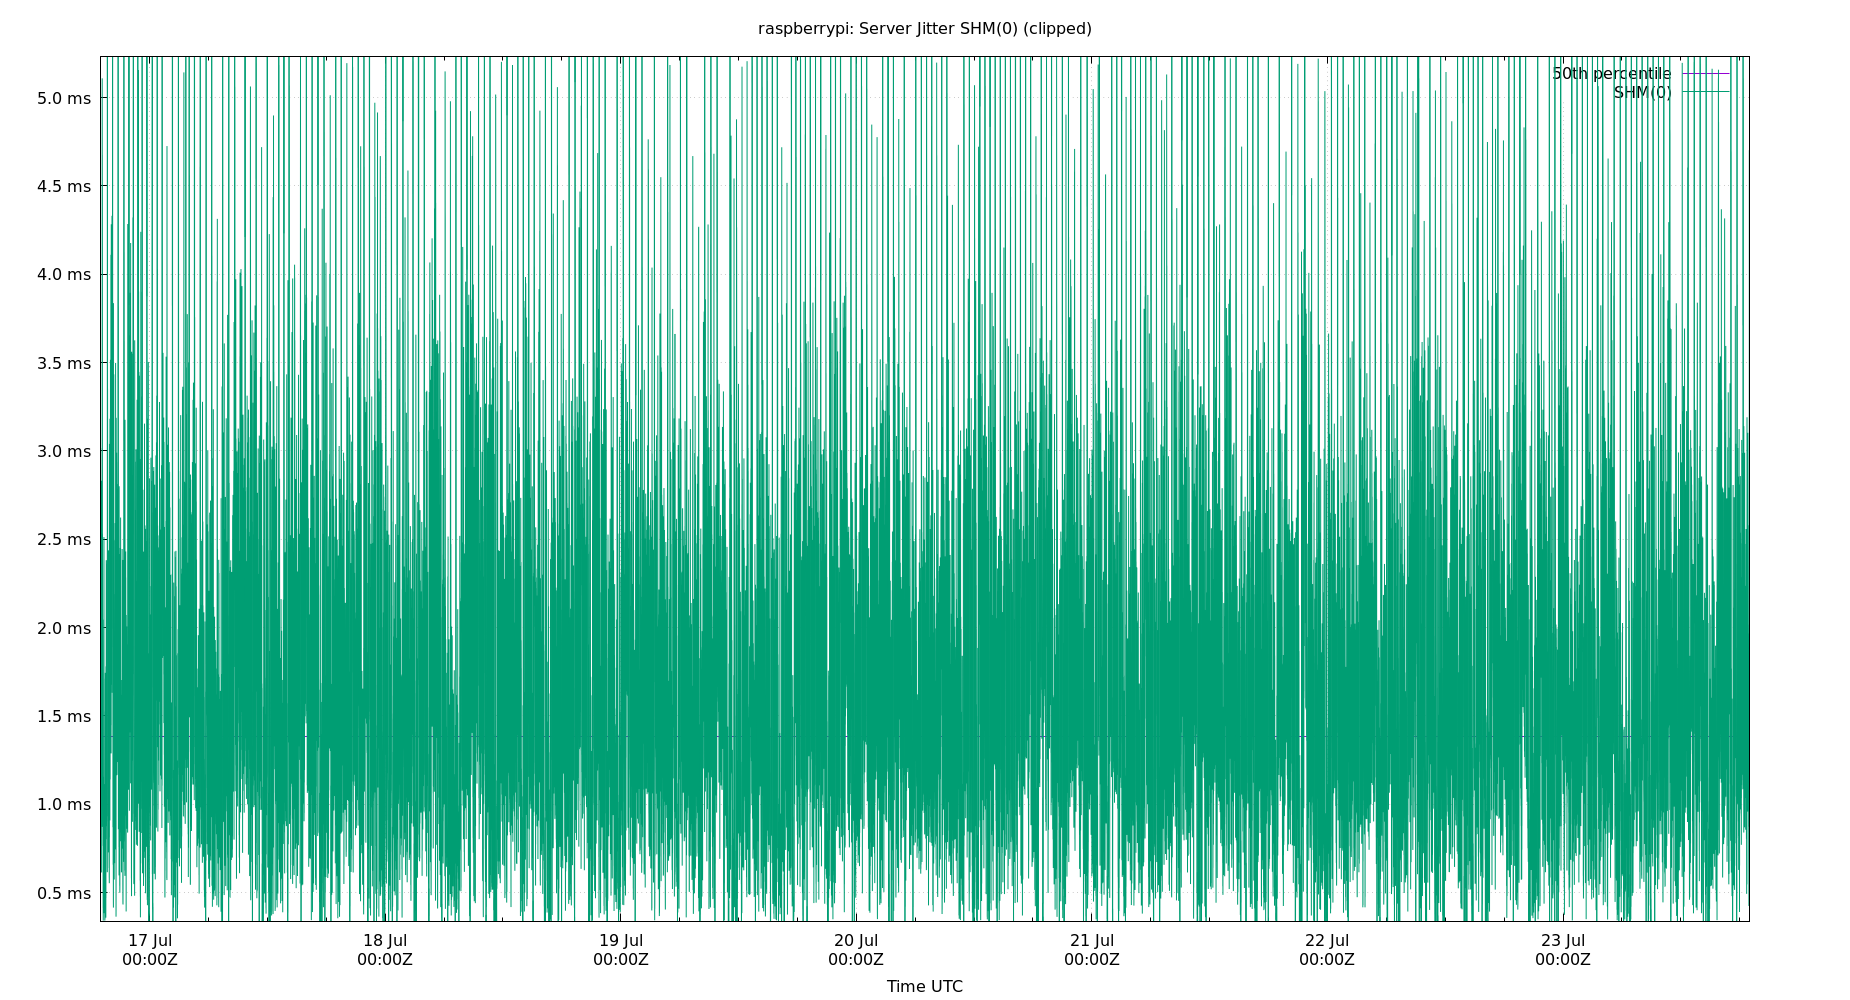 raspberrypi: Server Jitter SHM(0) (clipped)
50th percentile
SHM(0)
5.0 ms
4.5 ms
4.0 ms
3.5 ms
3.0 ms
2.5 ms
2.0 ms
1.5 ms
1.0 ms
0.5 ms
17 Jul 18 Jul 19 Jul 20 Jul 21 Jul 22 Jul 23 Jul
00:00Z 00:00Z 00:00Z 00:00Z 00:00Z 00:00Z 00:00Z
Time UTC